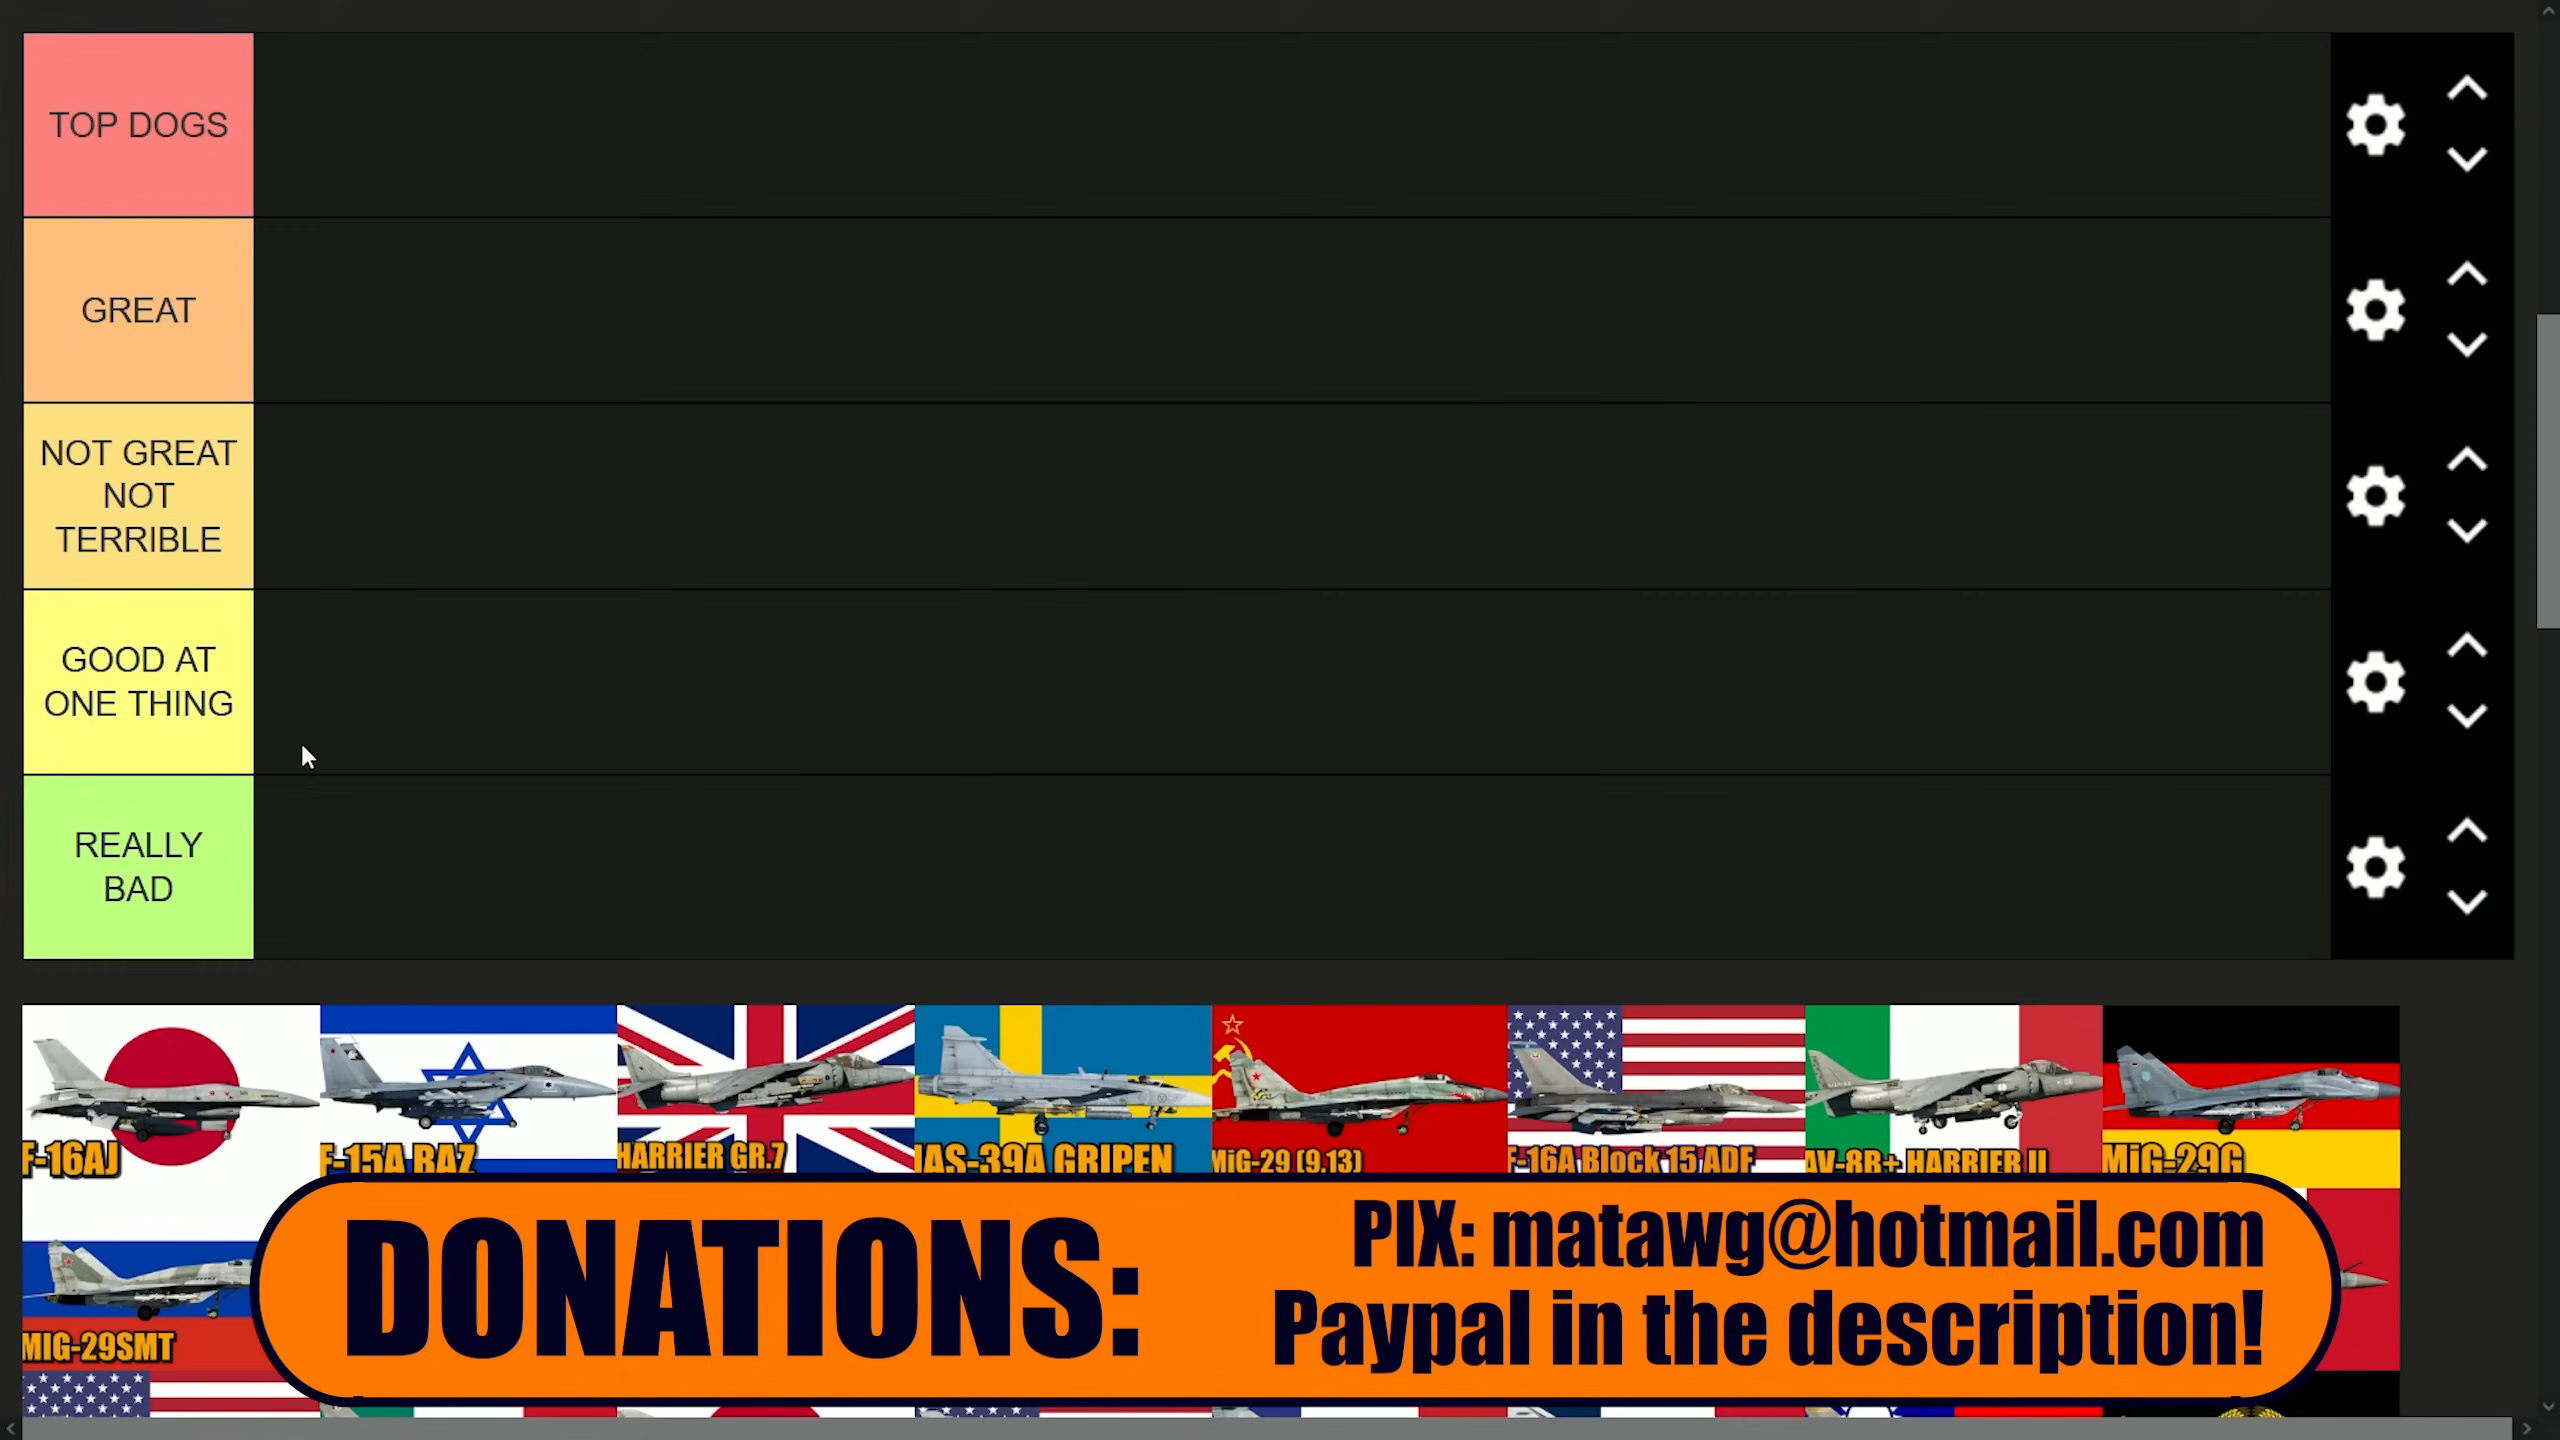 TOP DOGS
GREAT
NOT GREAT
NOT
TERRIBLE
GOOD AT
ONE THING
REALLY
BAD
F-16AJ
F-15A BAZ
HARRIER GR.7
JAS-39A GRIPEN
MiG-29 (9.13)
F-16A Block 15 ADF
AV-8B+ HARRIER II
MiG-29G
MIG-29SMT
DONATIONS:
PIX: matawg@hotmail.com
Paypal in the description!